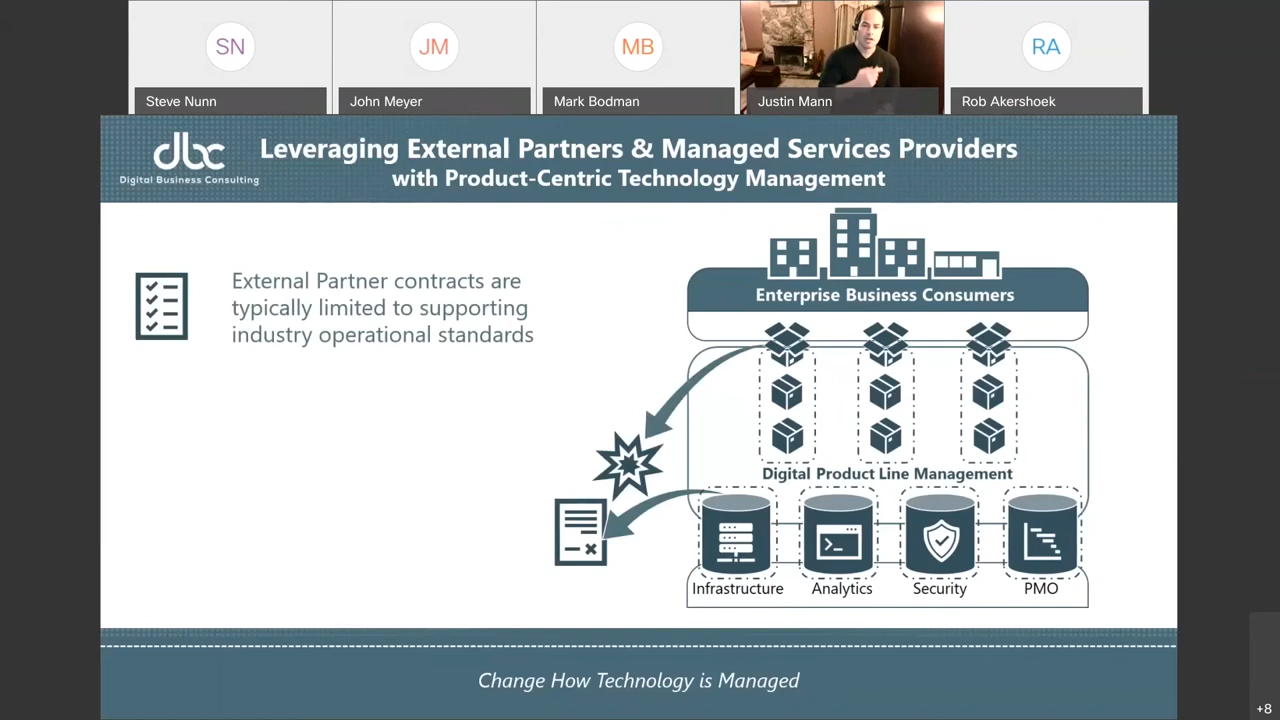 SN
JM
MB
RA
Steve Nunn
John Meyer
Mark Bodman
Justin Mann
Rob Akershoek
dbc
Digital Business Consulting
Leveraging External Partners & Managed Services Providers
with Product-Centric Technology Management
External Partner contracts are
typically limited to supporting
industry operational standards
Enterprise Business Consumers
Digital Product Line Management
Infrastructure
Analytics
Security
PMO
Change How Technology is Managed
+8